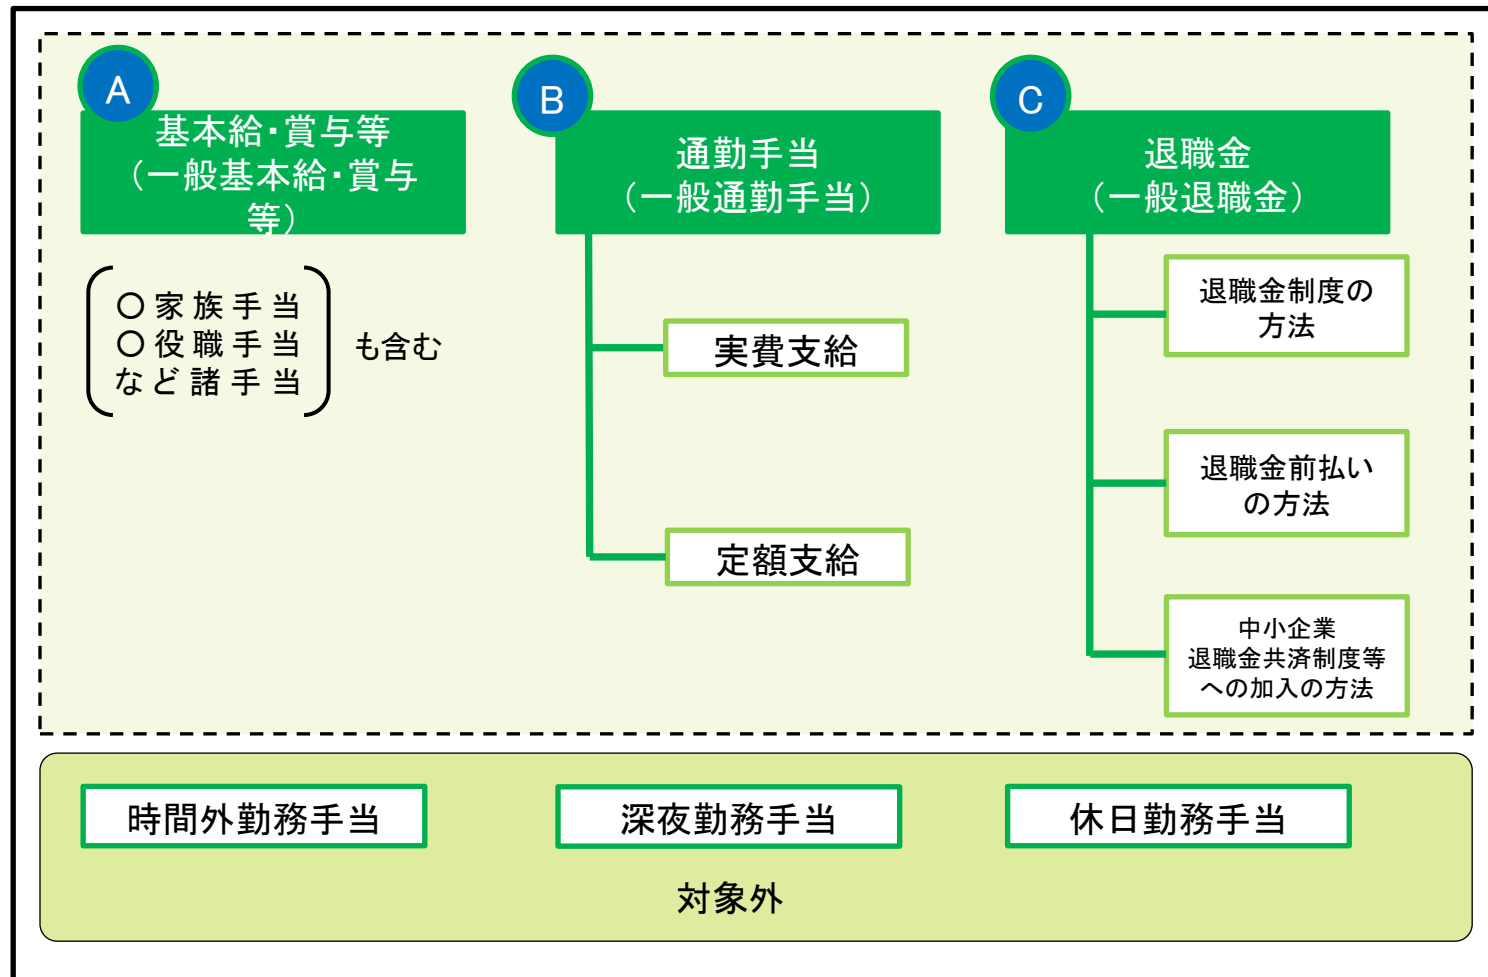 A
基本給・賞与等
（一般基本給・賞与
等）
○家族手当
○役職手当
など諸手当
も含む
B
通勤手当
（一般通勤手当）
実費支給
定額支給
C
退職金
（一般退職金）
退職金制度の
方法
退職金前払い
の方法
中小企業
退職金共済制度等
への加入の方法
時間外勤務手当
深夜勤務手当
休日勤務手当
対象外